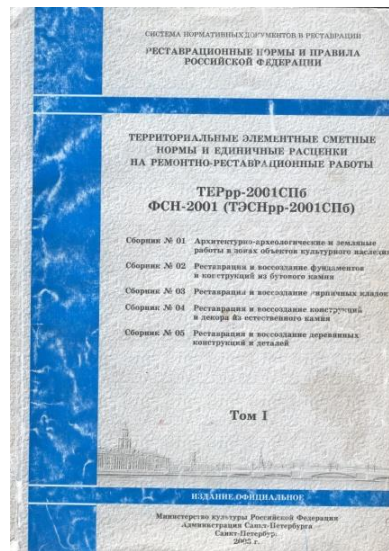 СИСТЕМА НОРМАТИВНЫХ ДОКУМЕНТОВ В РЕСТАВРАЦИИ
РЕСТАВРАЦИОННЫЕ НОРМЫ И ПРАВИЛА
РОССИЙСКОЙ ФЕДЕРАЦИИ
ТЕРРИТОРИАЛЬНЫЕ ЭЛЕМЕНТНЫЕ СМЕТНЫЕ
НОРМЫ И ЕДИНИЧНЫЕ РАСЦЕНКИ
НА РЕМОНТНО-РЕСТАВРАЦИОННЫЕ РАБОТЫ
ТЕРрр-2001СПб
ФСН-2001 (ТЭСНрр-2001СПб)
Сборник № 01 Архитектурно-археологические и земляные
работы в зонах объектов культурного наследия
Сборник № 02 Реставрация и воссоздание фундаментов
и конструкций из бутового камня
Сборник № 03 Реставрация и воссоздание кирпичных кладок
Сборник № 04 Реставрация и воссоздание конструкций
и декора из естественного камня
Сборник № 05 Реставрация и воссоздание деревянных
конструкций и деталей
Том I
ИЗДАНИЕ ОФИЦИАЛЬНОЕ
Министерство культуры Российской Федерации
Администрация Санкт-Петербурга
Санкт-Петербург
2005 г.